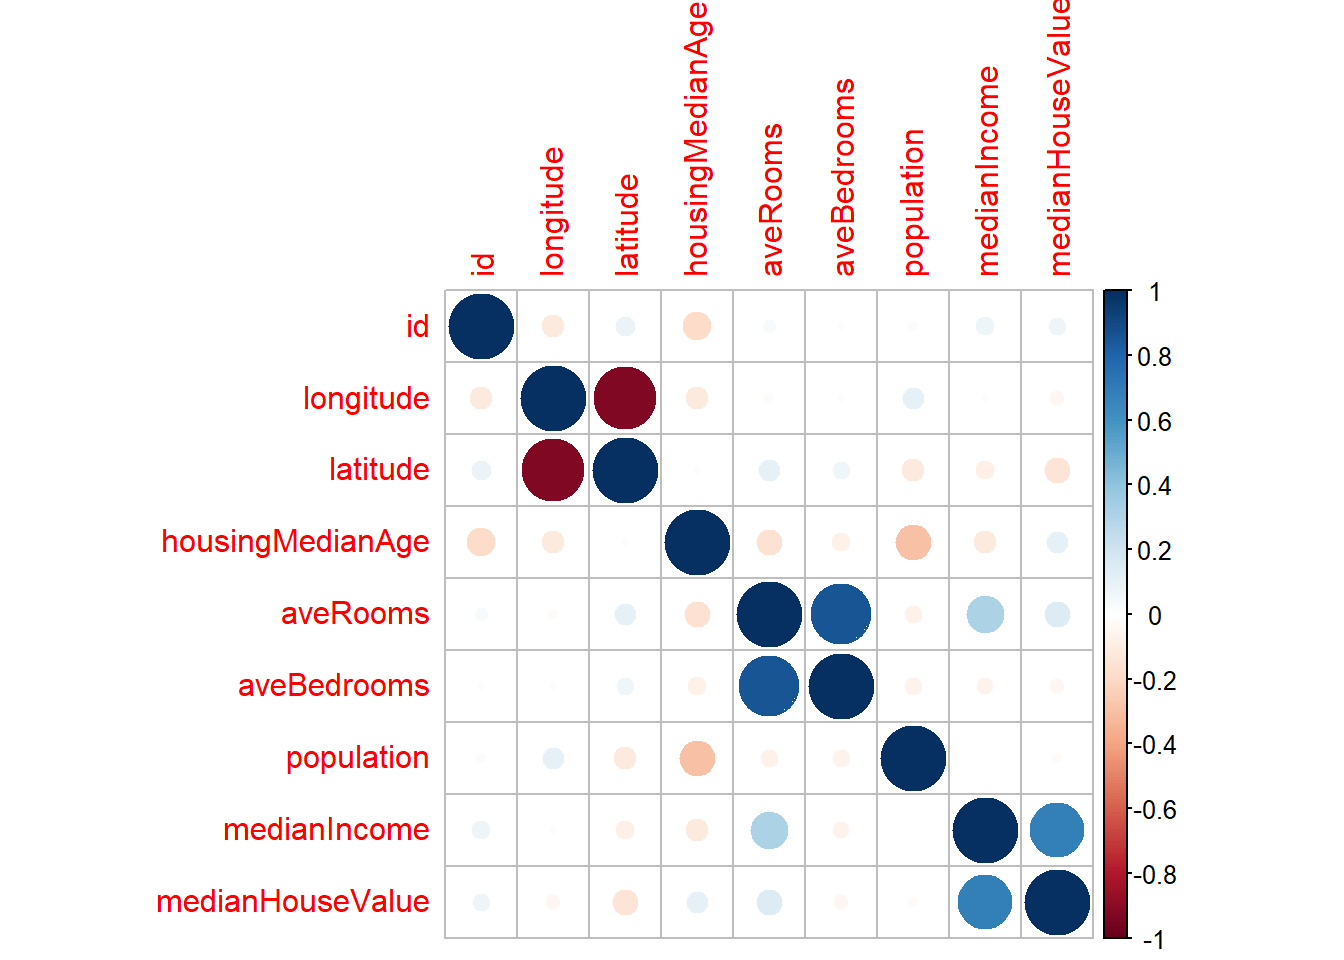 id
longitude
latitude
housingMedianAge
aveRooms
aveBedrooms
population
medianIncome
medianHouseValue
id
longitude
latitude
housingMedianAge
aveRooms
aveBedrooms
population
medianIncome
medianHouseValue
1
0.8
0.6
0.4
0.2
0
-0.2
-0.4
-0.6
-0.8
-1